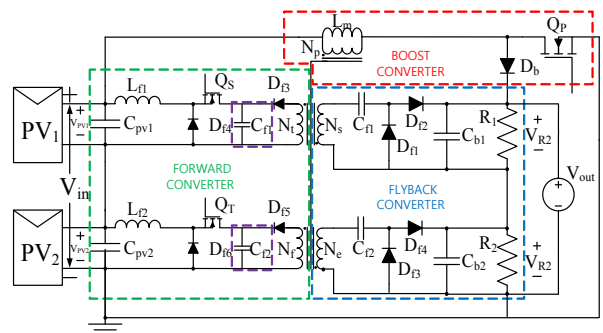 Lm
QP
Np
BOOST
CONVERTER
Db
Lf1
QS
Df3
PV1
VPV1
+
−
Cpv1
Df4
Cf1
Nt
Ns
Cf1
Df2
Df1
Cb1
R1
+
VR2
−
Vin
FORWARD
CONVERTER
FLYBACK
CONVERTER
+
−
Vout
Lf2
QT
Df5
PV2
VPV2
+
−
Cpv2
Df6
Cf2
Nf
Ne
Cf2
Df4
Df3
Cb2
R2
+
VR2
−